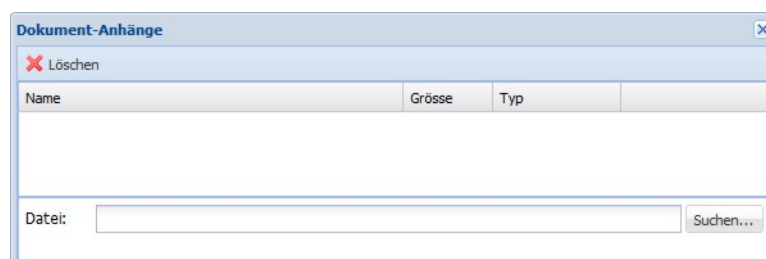 Dokument-Anhänge
Löschen
Name Grösse Typ
Datei: Suchen...